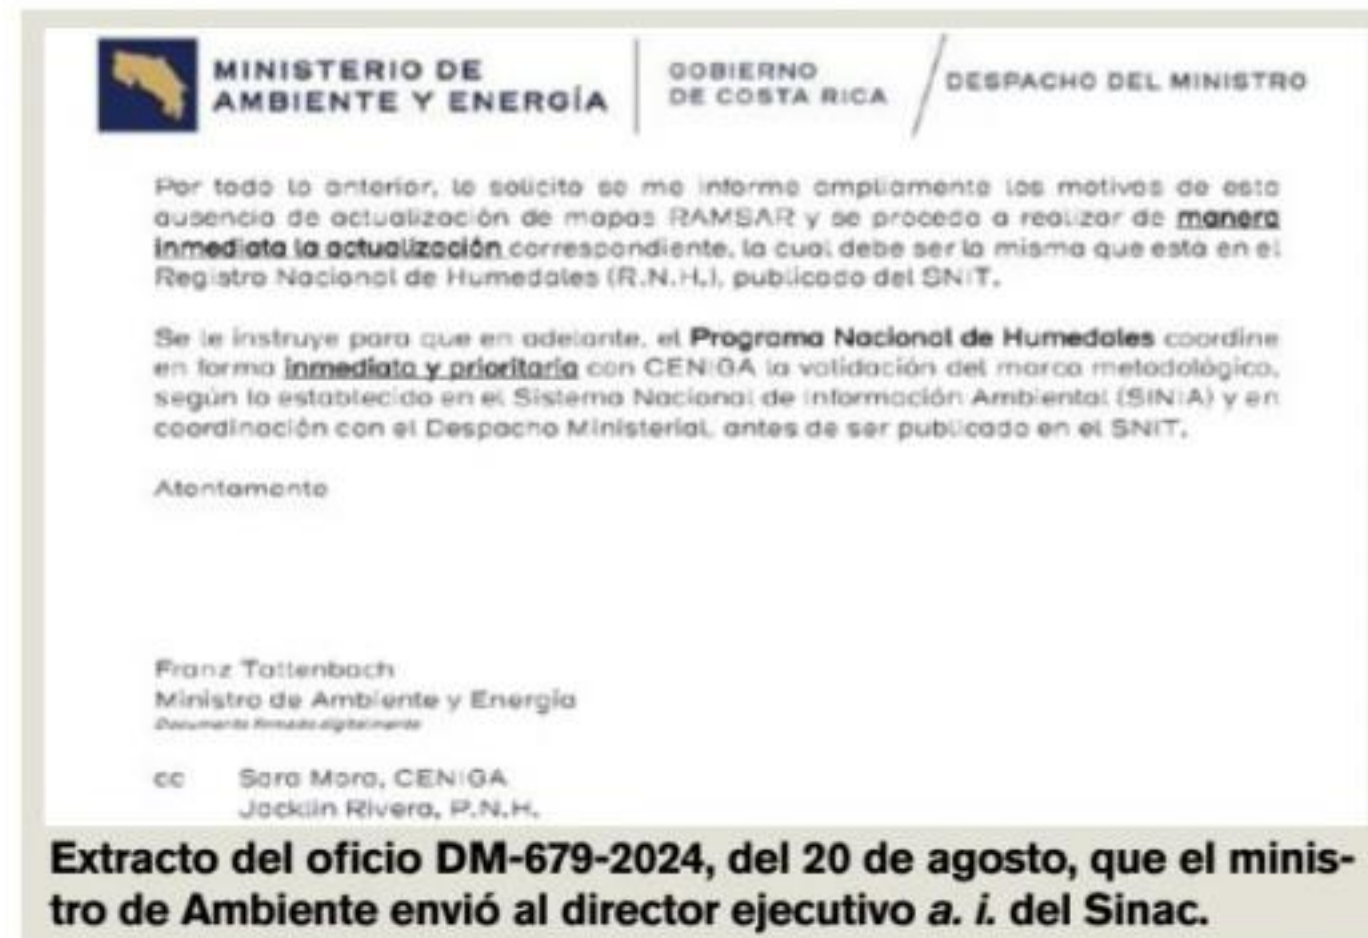 MINISTERIO DE
AMBIENTE Y ENERGÍA
GOBIERNO
DE COSTA RICA
DESPACHO DEL MINISTRO
Por todo lo anterior, le solicito se me informe ampliamente los motivos de esta
ausencia de actualización de mapas RAMSAR y se proceda a realizar de manera
inmediata la actualización correspondiente, la cual debe ser la misma que está en el
Registro Nacional de Humedales (R.N.H.), publicado del SNIT.
Se le instruye para que en adelante, el Programa Nacional de Humedales coordine
en forma inmediata y prioritaria con CENIGA la validación del marco metodológico,
según lo establecido en el Sistema Nacional de Información Ambiental (SINIA) y en
coordinación con el Despacho Ministerial, antes de ser publicado en el SNIT.
Atentamente
Franz Tattenbach
Ministro de Ambiente y Energía
Documento firmado digitalmente
cc Sara Mora, CENIGA
Jacklin Rivera, P.N.H.
Extracto del oficio DM-679-2024, del 20 de agosto, que el minis-
tro de Ambiente envió al director ejecutivo a. i. del Sinac.